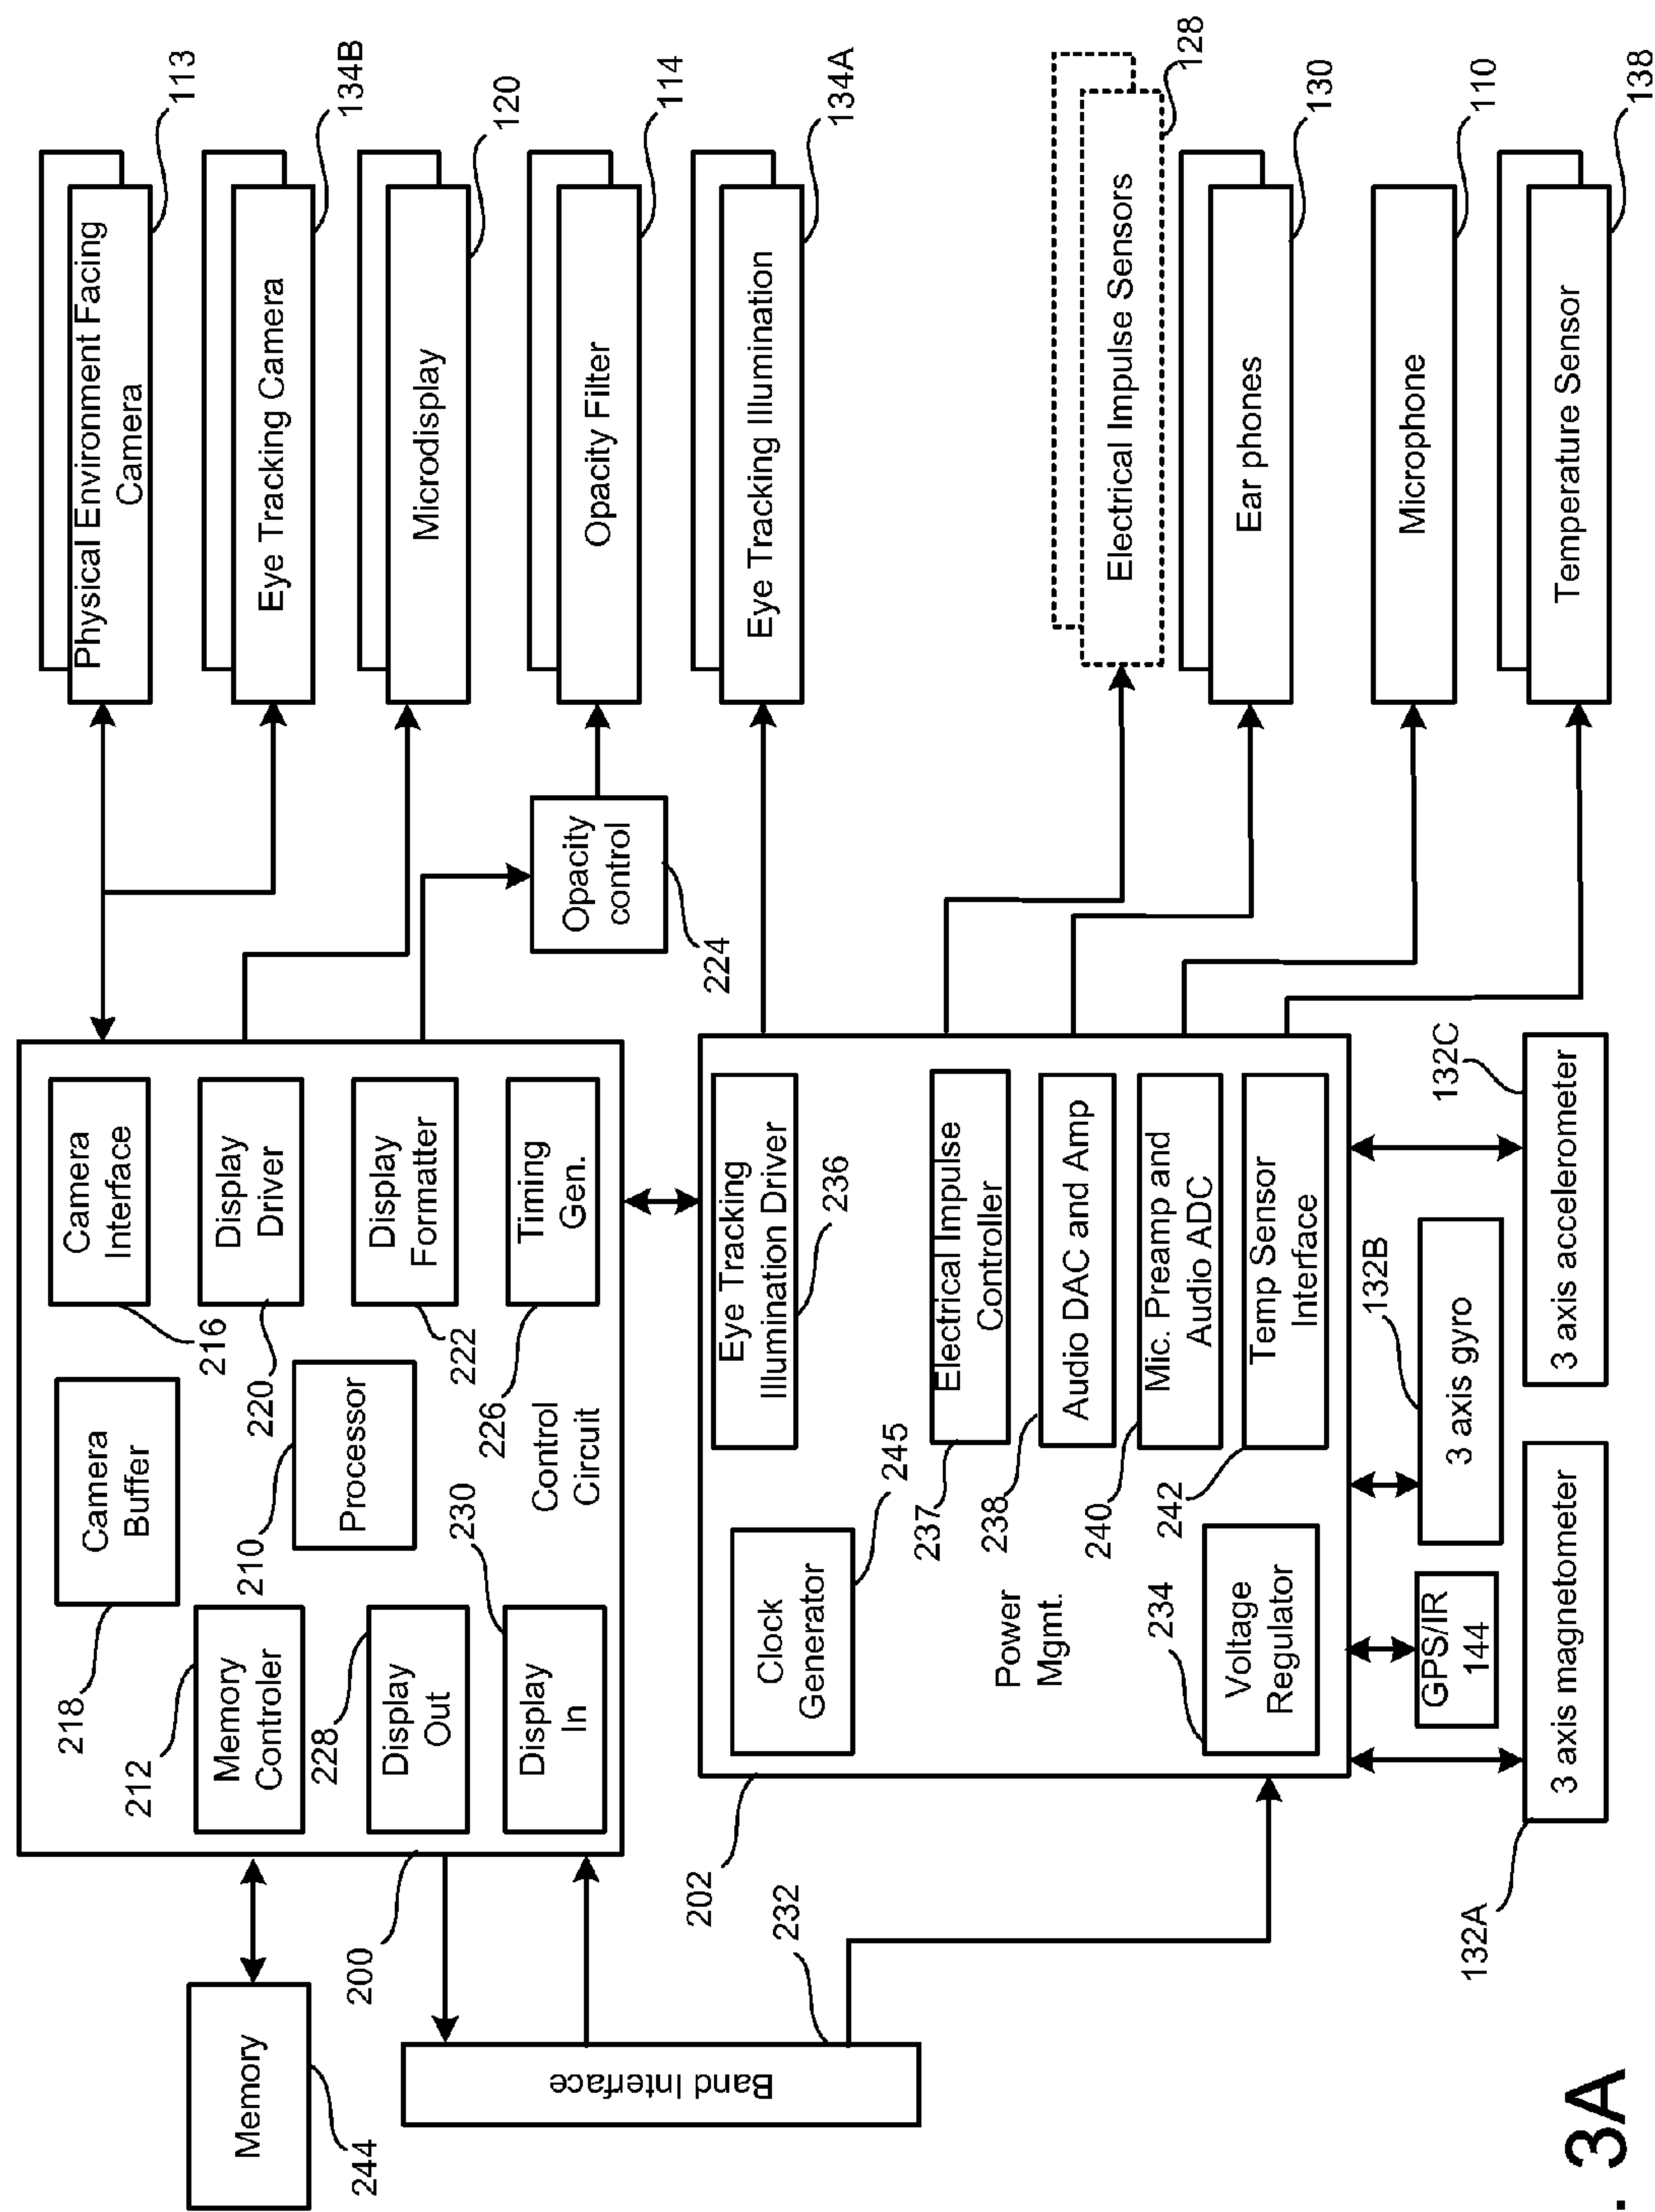 Memory
244
Band Interface
232
200
218
Camera
Buffer
212
Memory
Controler
228
Display
Out
230
Display
In
210
Processor
Control
Circuit
Camera
Interface
216
Display
Driver
220
Display
Formatter
222
Timing
Gen.
226
Physical Environment Facing
Camera
113
Eye Tracking Camera
134B
Microdisplay
120
Opacity
control
224
Opacity Filter
114
Eye Tracking Illumination
134A
202
Clock
Generator
245
Power
Mgmt.
234
Voltage
Regulator
Eye Tracking
Illumination Driver
236
Electrical Impulse
Controller
237
Audio DAC and Amp
238
Mic. Preamp and
Audio ADC
240
Temp Sensor
Interface
242
Electrical Impulse Sensors
128
Ear phones
130
Microphone
110
Temperature Sensor
138
132A
3 axis magnetometer
GPS/IR
144
132B
3 axis gyro
132C
3 axis accelerometer
. 3A